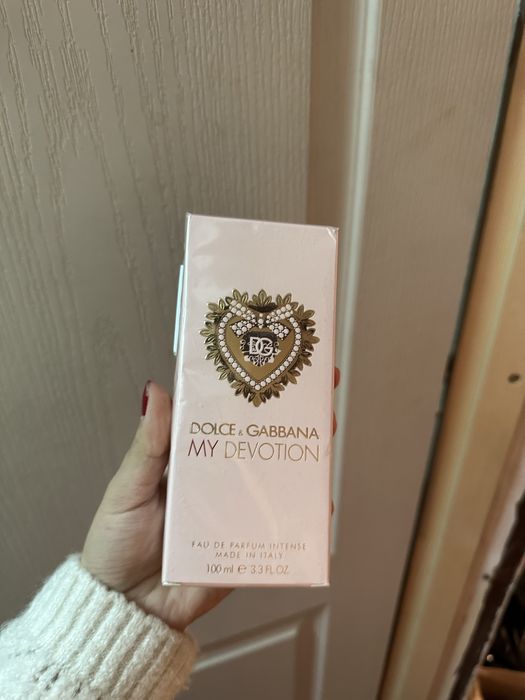 DG
DOLCE & GABBANA
MY DEVOTION
EAU DE PARFUM INTENSE
MADE IN ITALY
100 ml e 3.3 FL.OZ.